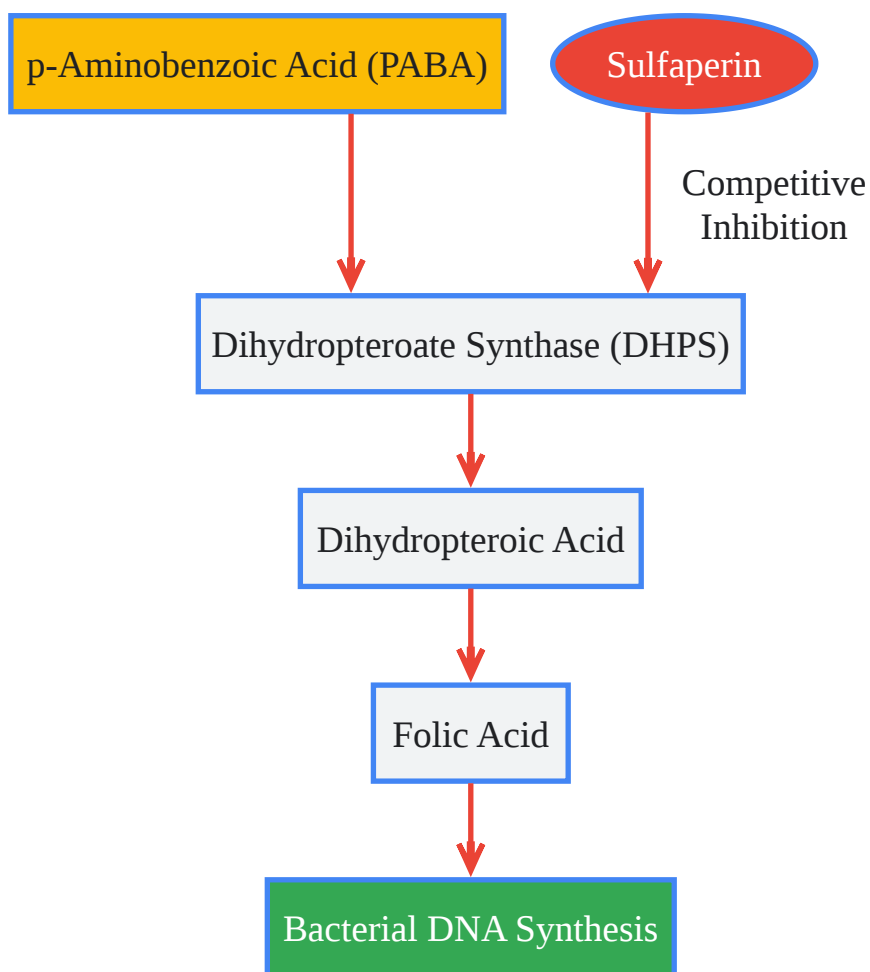 p-Aminobenzoic Acid (PABA)
Sulfaperin
Competitive
Inhibition
Dihydropteroate Synthase (DHPS)
Dihydropteroic Acid
Folic Acid
Bacterial DNA Synthesis